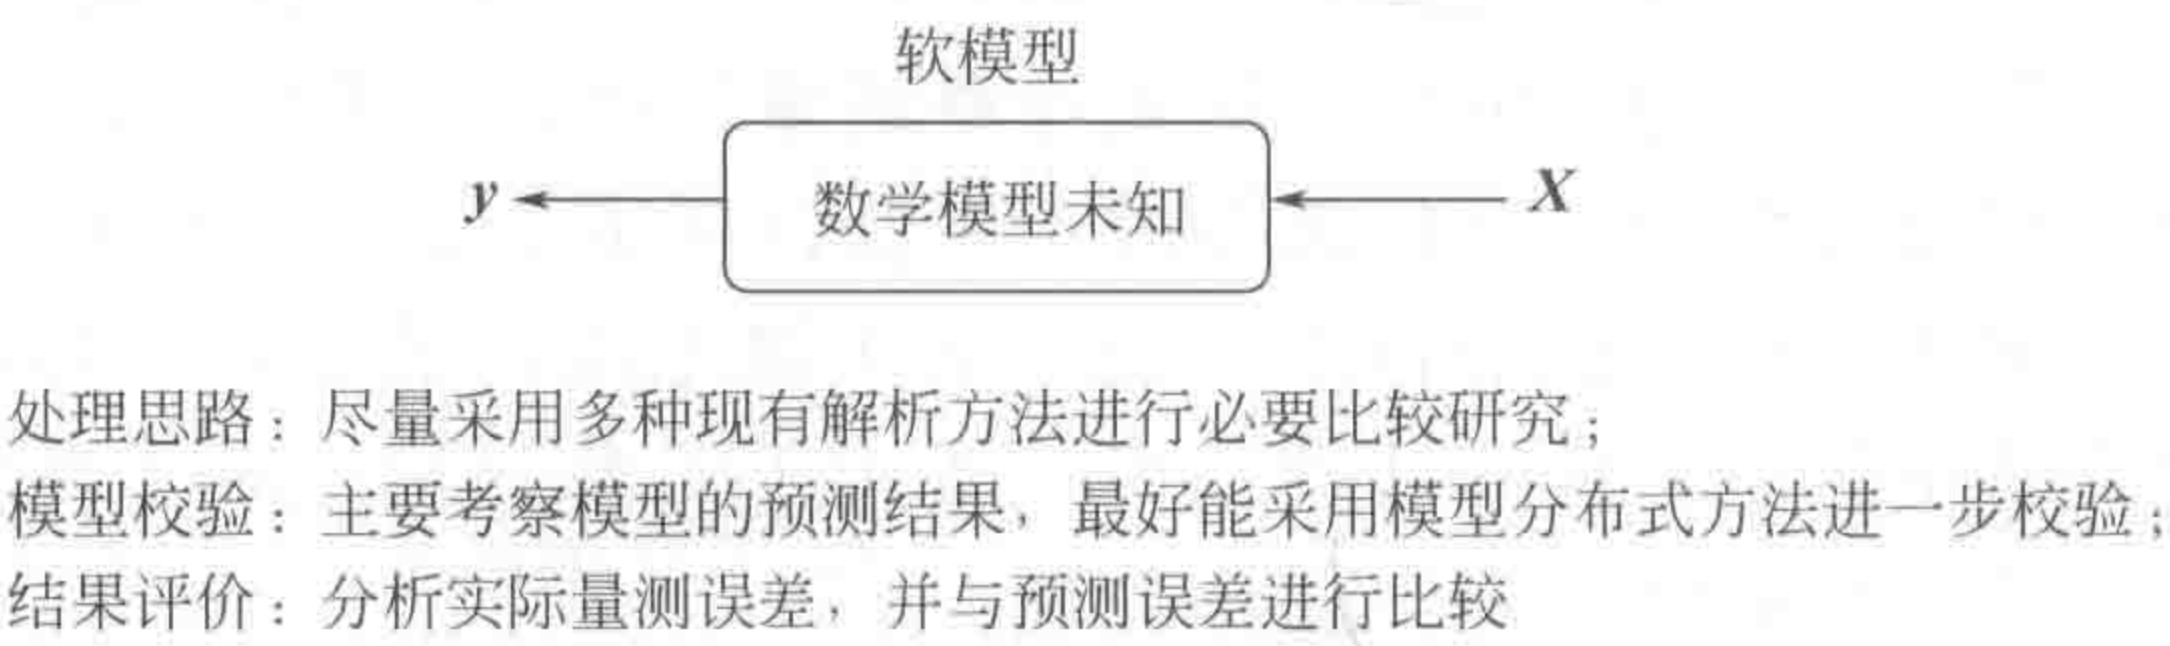 软模型
y 数学模型未知 X
处理思路：尽量采用多种现有解析方法进行必要比较研究；
模型校验：主要考察模型的预测结果，最好能采用模型分布式方法进一步校验；
结果评价：分析实际量测误差，并与预测误差进行比较